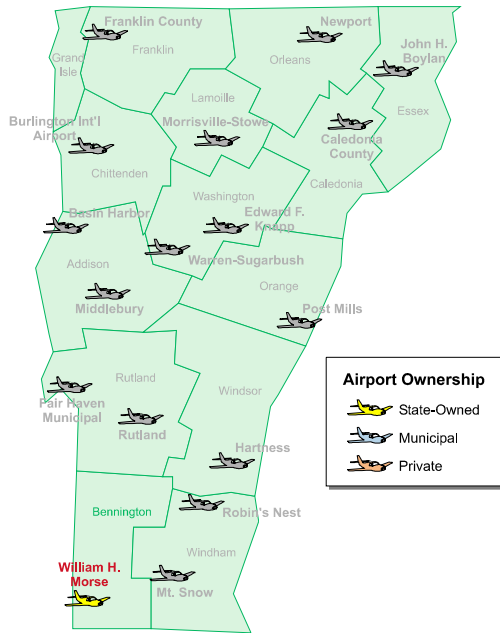 Franklin County
Newport
Franklin
Orleans
John H.
Boylan
Grand
Isle
Lamoille
Essex
Burlington Int'l
Airport
Morrisville-Stowe
Caledonia
County
Chittenden
Caledonia
Washington
Basin Harbor
Edward F.
Knapp
Addison
Warren-Sugarbush
Orange
Middlebury
Post Mills
Rutland
Windsor
Fair Haven
Municipal
Rutland
Hartness
Airport Ownership
State-Owned
Municipal
Private
Bennington
Robin's Nest
Windham
William H.
Morse
Mt. Snow